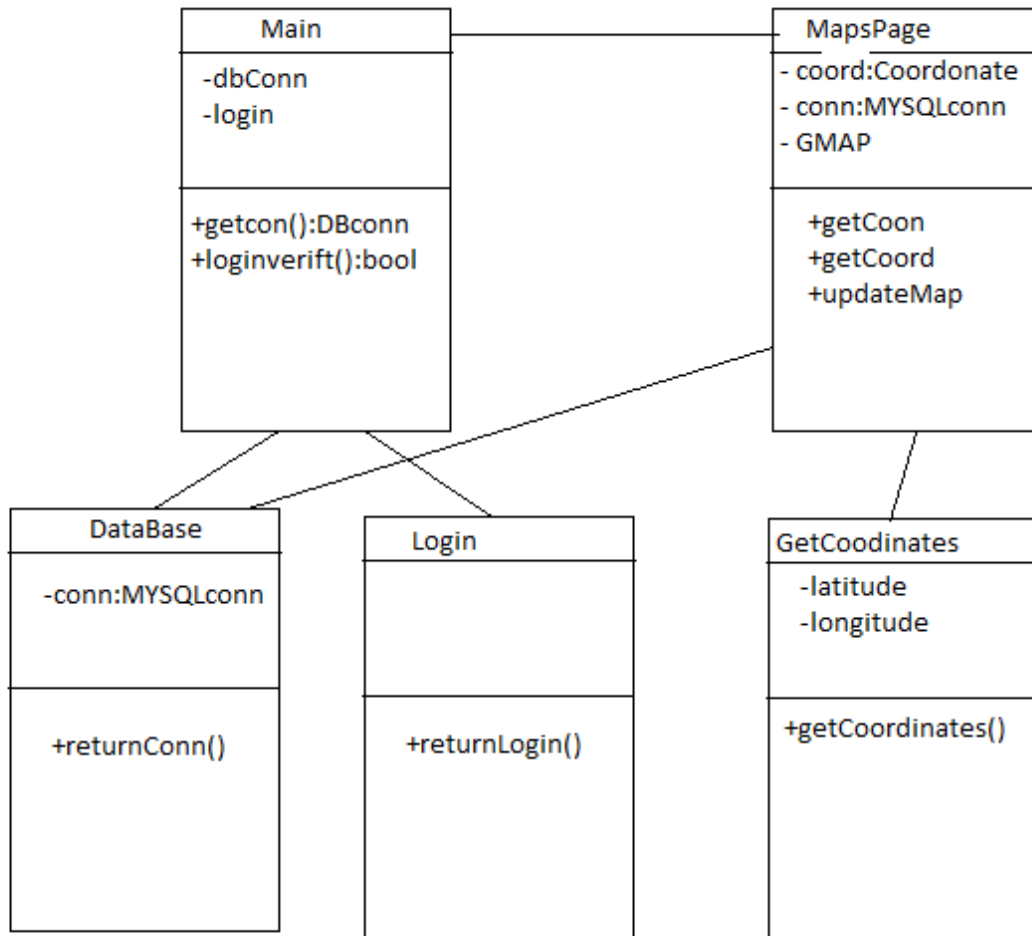 Main
-dbConn
-login
+getcon():DBconn
+loginverift():bool
MapsPage
- coord:Coordonate
- conn:MYSQLconn
- GMAP
+getCoon
+getCoord
+updateMap
DataBase
-conn:MYSQLconn
+returnConn()
Login
+returnLogin()
GetCoodinates
-latitude
-longitude
+getCoordinates()